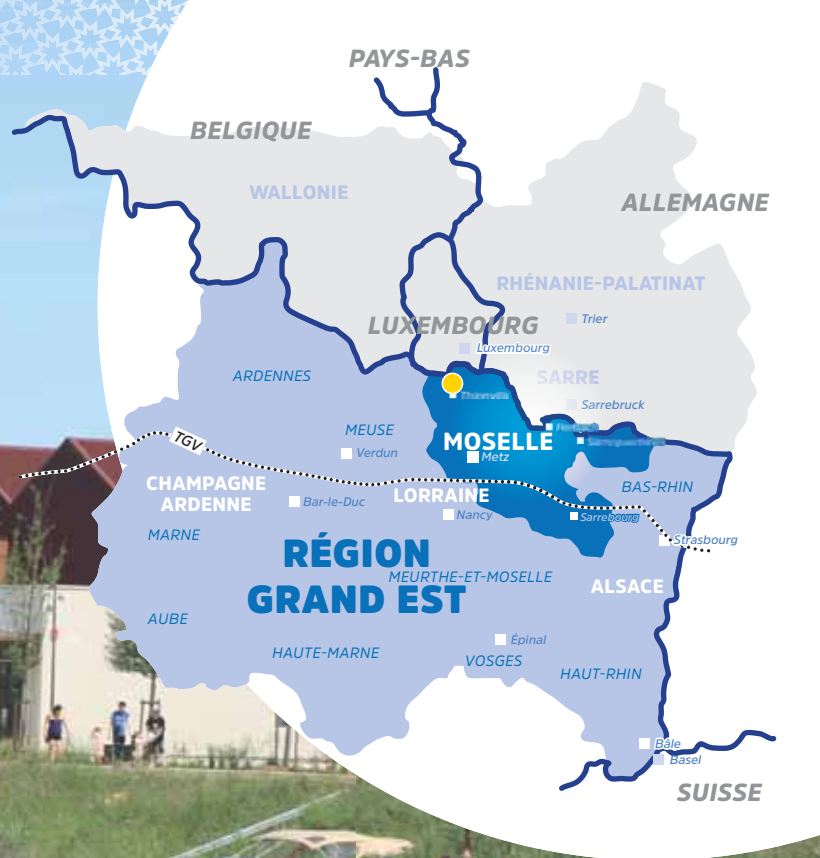 PAYS-BAS
BELGIQUE
WALLONIE
ALLEMAGNE
RHÉNANIE-PALATINAT
LUXEMBOURG
Trier
Luxembourg
SARRE
ARDENNES
Thionville
Sarrebruck
MEUSE
MOSELLE
TGV
Verdun
Metz
CHAMPAGNE
ARDENNE
LORRAINE
BAS-RHIN
Bar-le-Duc
Nancy
Sarrebourg
MARNE
Strasbourg
RÉGION
GRAND EST
MEURTHE-ET-MOSELLE
ALSACE
AUBE
Épinal
HAUTE-MARNE
VOSGES
HAUT-RHIN
Bâle
Basel
SUISSE